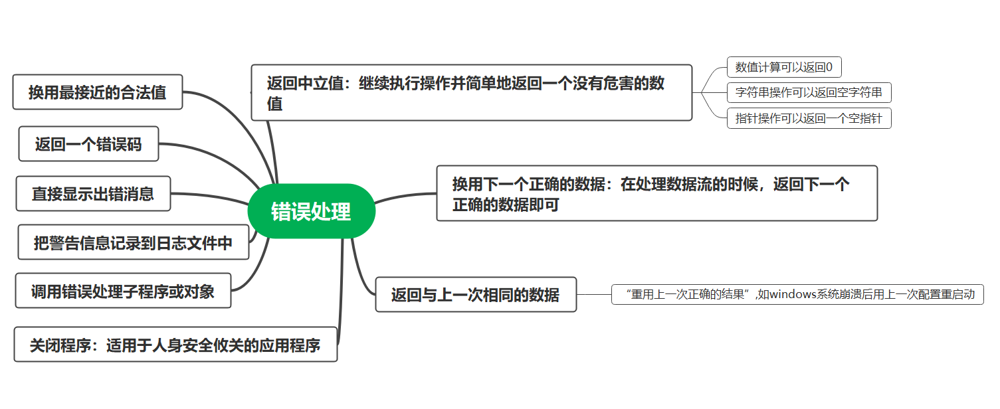 错误处理
返回中立值：继续执行操作并简单地返回一个没有危害的数
值
数值计算可以返回0
字符串操作可以返回空字符串
指针操作可以返回一个空指针
换用下一个正确的数据：在处理数据流的时候，返回下一个
正确的数据即可
返回与上一次相同的数据
“重用上一次正确的结果”,如windows系统崩溃后用上一次配置重启动
换用最接近的合法值
返回一个错误码
直接显示出错消息
把警告信息记录到日志文件中
调用错误处理子程序或对象
关闭程序：适用于人身安全攸关的应用程序